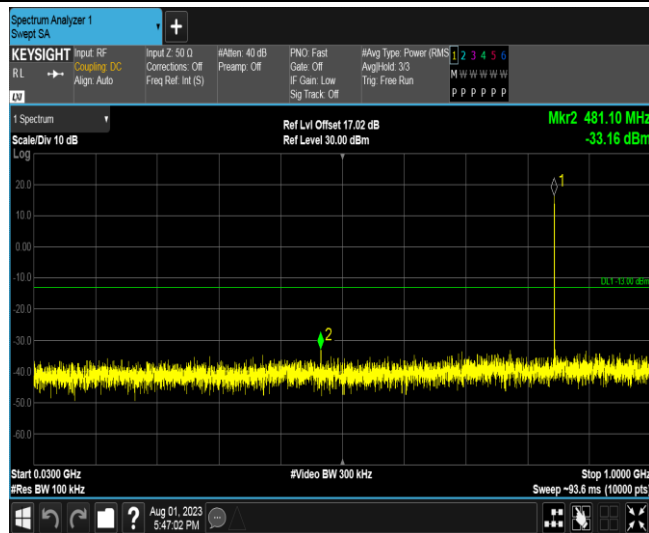 Spectrum Analyzer 1
Swept SA
+
KEYSIGHT
RL
LXI
Input: RF
Coupling: DC
Align: Auto
Input Z: 50 Ω
Corrections: Off
Freq Ref: Int (S)
#Atten: 40 dB
Preamp: Off
PNO: Fast
Gate: Off
IF Gain: Low
Sig Track: Off
#Avg Type: Power (RMS
Avg|Hold: 3/3
Trig: Free Run
1 2 3 4 5 6
M W W W W W
P P P P P P
1 Spectrum
Scale/Div 10 dB
Log
Ref Lvl Offset 17.02 dB
Ref Level 30.00 dBm
Mkr2 481.10 MHz
-33.16 dBm
20.0
10.0
0.00
-10.0
-20.0
-30.0
-40.0
-50.0
-60.0
1
2
DL1 -13.00 dBm
Start 0.0300 GHz
#Res BW 100 kHz
#Video BW 300 kHz
Stop 1.0000 GHz
Sweep ~93.6 ms (10000 pts)
?
Aug 01, 2023
5:47:02 PM